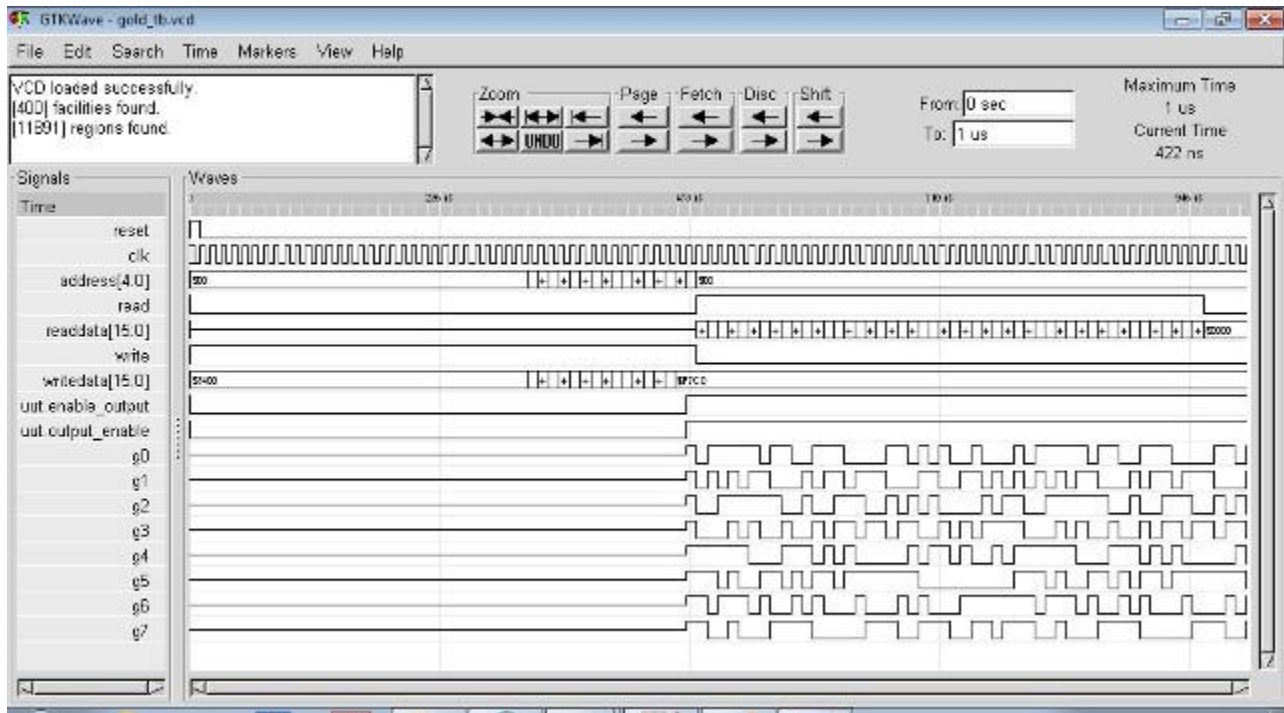 GTKWave - gold_tb.vcd
File Edit Search Time Markers View Help
VCD loaded successfully.
[400] facilities found.
[11891] regions found.
Zoom Page Fetch Disc Shift
UNDO
From: 0 sec
To: 1 us
Maximum Time
1 us
Current Time
422 ns
Signals
Waves
Time
reset
clk
address[4:0]
read
readdata[15:0]
write
writedata[15:0]
uut.enable_output
uut.output_enable
g0
g1
g2
g3
g4
g5
g6
g7